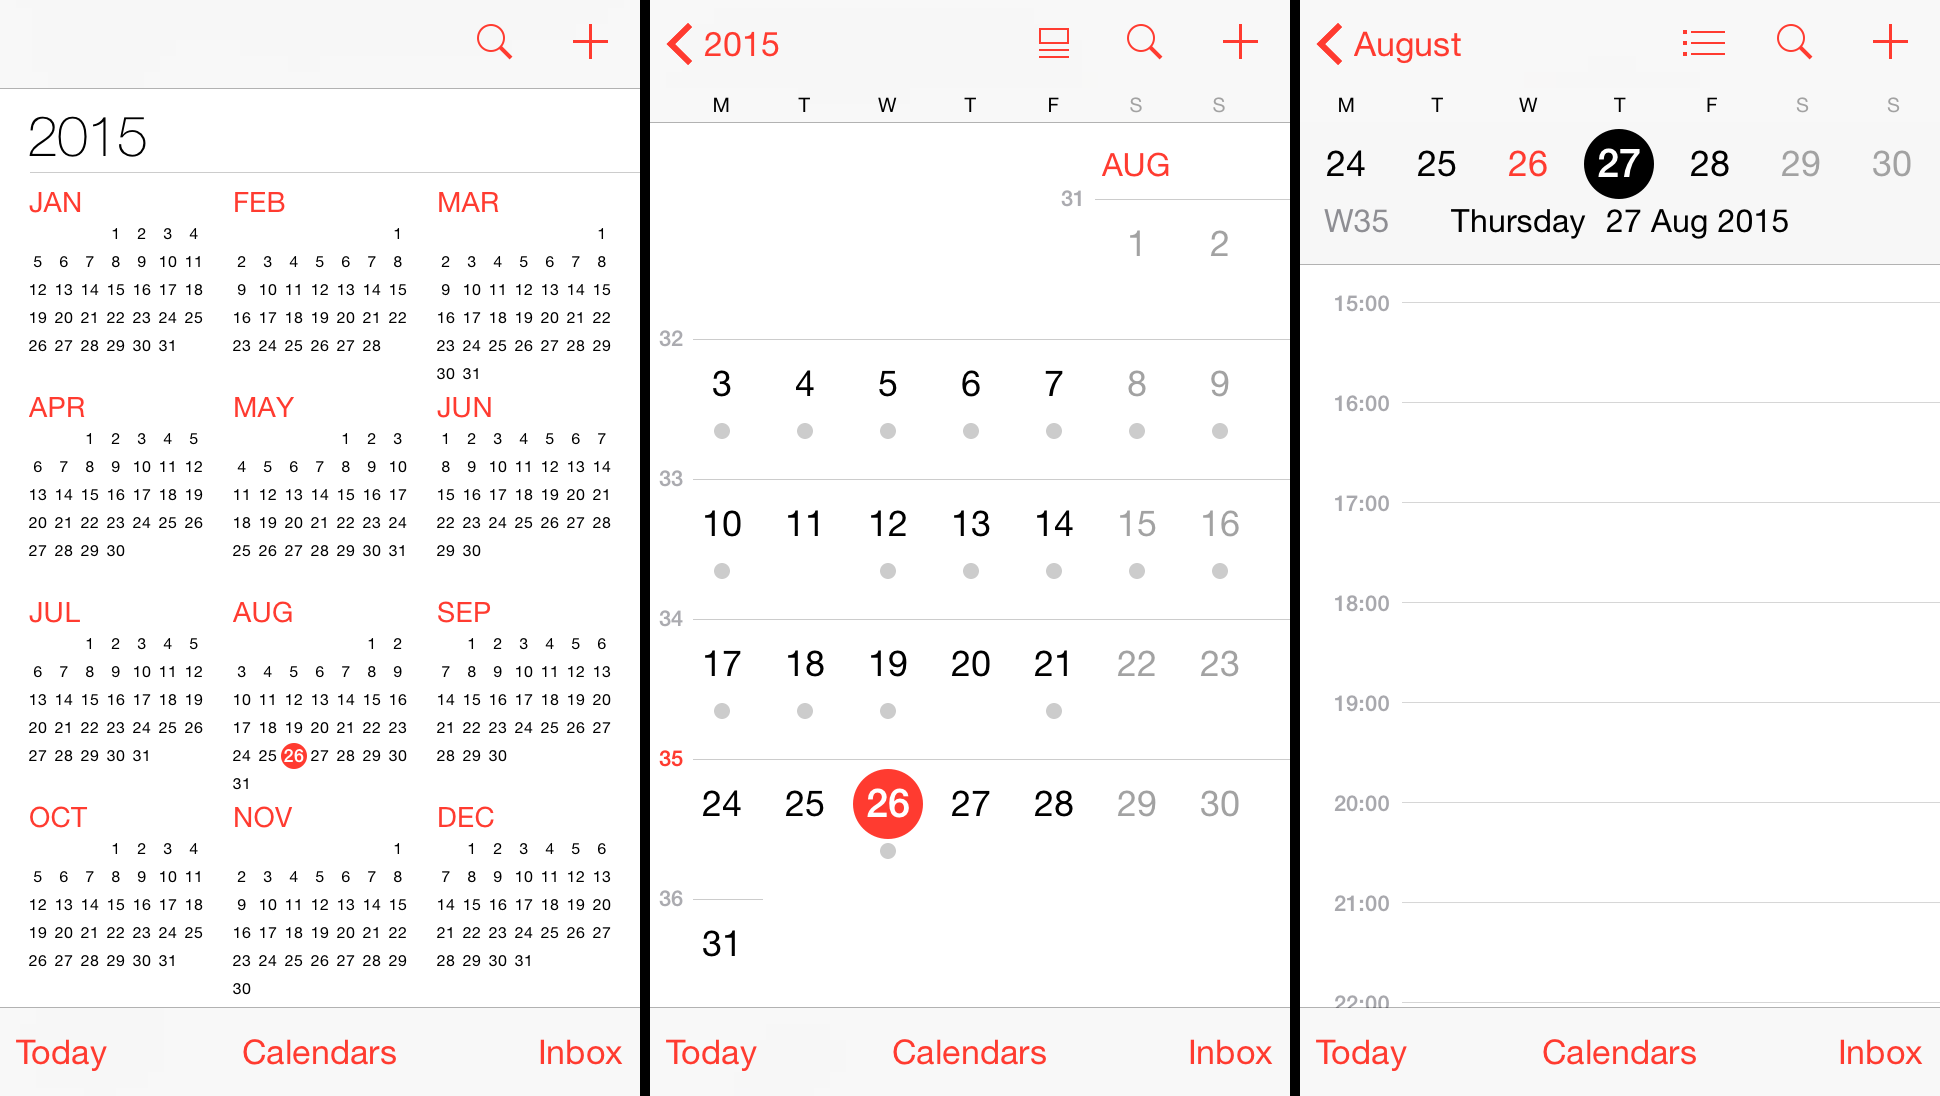 2015
JAN FEB MAR
1 2 3 4 1 1
5 6 7 8 9 10 11 2 3 4 5 6 7 8 2 3 4 5 6 7 8
12 13 14 15 16 17 18 9 10 11 12 13 14 15 9 10 11 12 13 14 15
19 20 21 22 23 24 25 16 17 18 19 20 21 22 16 17 18 19 20 21 22
26 27 28 29 30 31 23 24 25 26 27 28 23 24 25 26 27 28 29
30 31
APR MAY JUN
1 2 3 4 5 1 2 3 1 2 3 4 5 6 7
6 7 8 9 10 11 12 4 5 6 7 8 9 10 8 9 10 11 12 13 14
13 14 15 16 17 18 19 11 12 13 14 15 16 17 15 16 17 18 19 20 21
20 21 22 23 24 25 26 18 19 20 21 22 23 24 22 23 24 25 26 27 28
27 28 29 30 25 26 27 28 29 30 31 29 30
JUL AUG SEP
1 2 3 4 5 1 2 1 2 3 4 5 6
6 7 8 9 10 11 12 3 4 5 6 7 8 9 7 8 9 10 11 12 13
13 14 15 16 17 18 19 10 11 12 13 14 15 16 14 15 16 17 18 19 20
20 21 22 23 24 25 26 17 18 19 20 21 22 23 21 22 23 24 25 26 27
27 28 29 30 31 24 25 26 27 28 29 30 28 29 30
31
OCT NOV DEC
1 2 3 4 1 1 2 3 4 5 6
5 6 7 8 9 10 11 2 3 4 5 6 7 8 7 8 9 10 11 12 13
12 13 14 15 16 17 18 9 10 11 12 13 14 15 14 15 16 17 18 19 20
19 20 21 22 23 24 25 16 17 18 19 20 21 22 21 22 23 24 25 26 27
26 27 28 29 30 31 23 24 25 26 27 28 29 28 29 30 31
30
Today Calendars Inbox
2015
M T W T F S S
AUG
31
1 2
32
3 4 5 6 7 8 9
33
10 11 12 13 14 15 16
34
17 18 19 20 21 22 23
35
24 25 26 27 28 29 30
36
31
Today Calendars Inbox
August
M T W T F S S
24 25 26 27 28 29 30
W35 Thursday 27 Aug 2015
15:00
16:00
17:00
18:00
19:00
20:00
21:00
22:00
Today Calendars Inbox